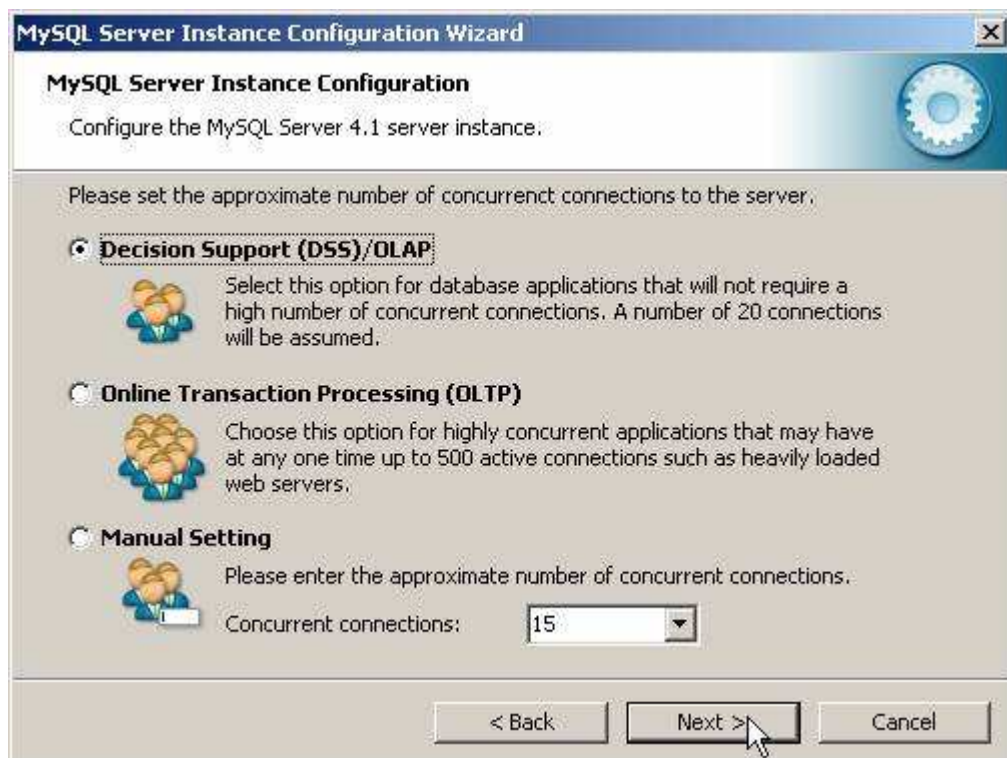 MySQL Server Instance Configuration Wizard
MySQL Server Instance Configuration
Configure the MySQL Server 4.1 server instance.
Please set the approximate number of concurrenct connections to the server.
Decision Support (DSS)/OLAP
Select this option for database applications that will not require a
high number of concurrent connections. A number of 20 connections
will be assumed.
Online Transaction Processing (OLTP)
Choose this option for highly concurrent applications that may have
at any one time up to 500 active connections such as heavily loaded
web servers.
Manual Setting
Please enter the approximate number of concurrent connections.
Concurrent connections: 15
< Back Next > Cancel